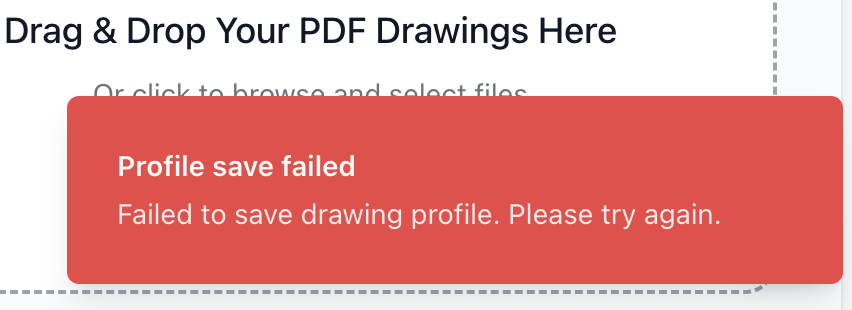 Drag & Drop Your PDF Drawings Here
Or click to browse and select files
Profile save failed
Failed to save drawing profile. Please try again.